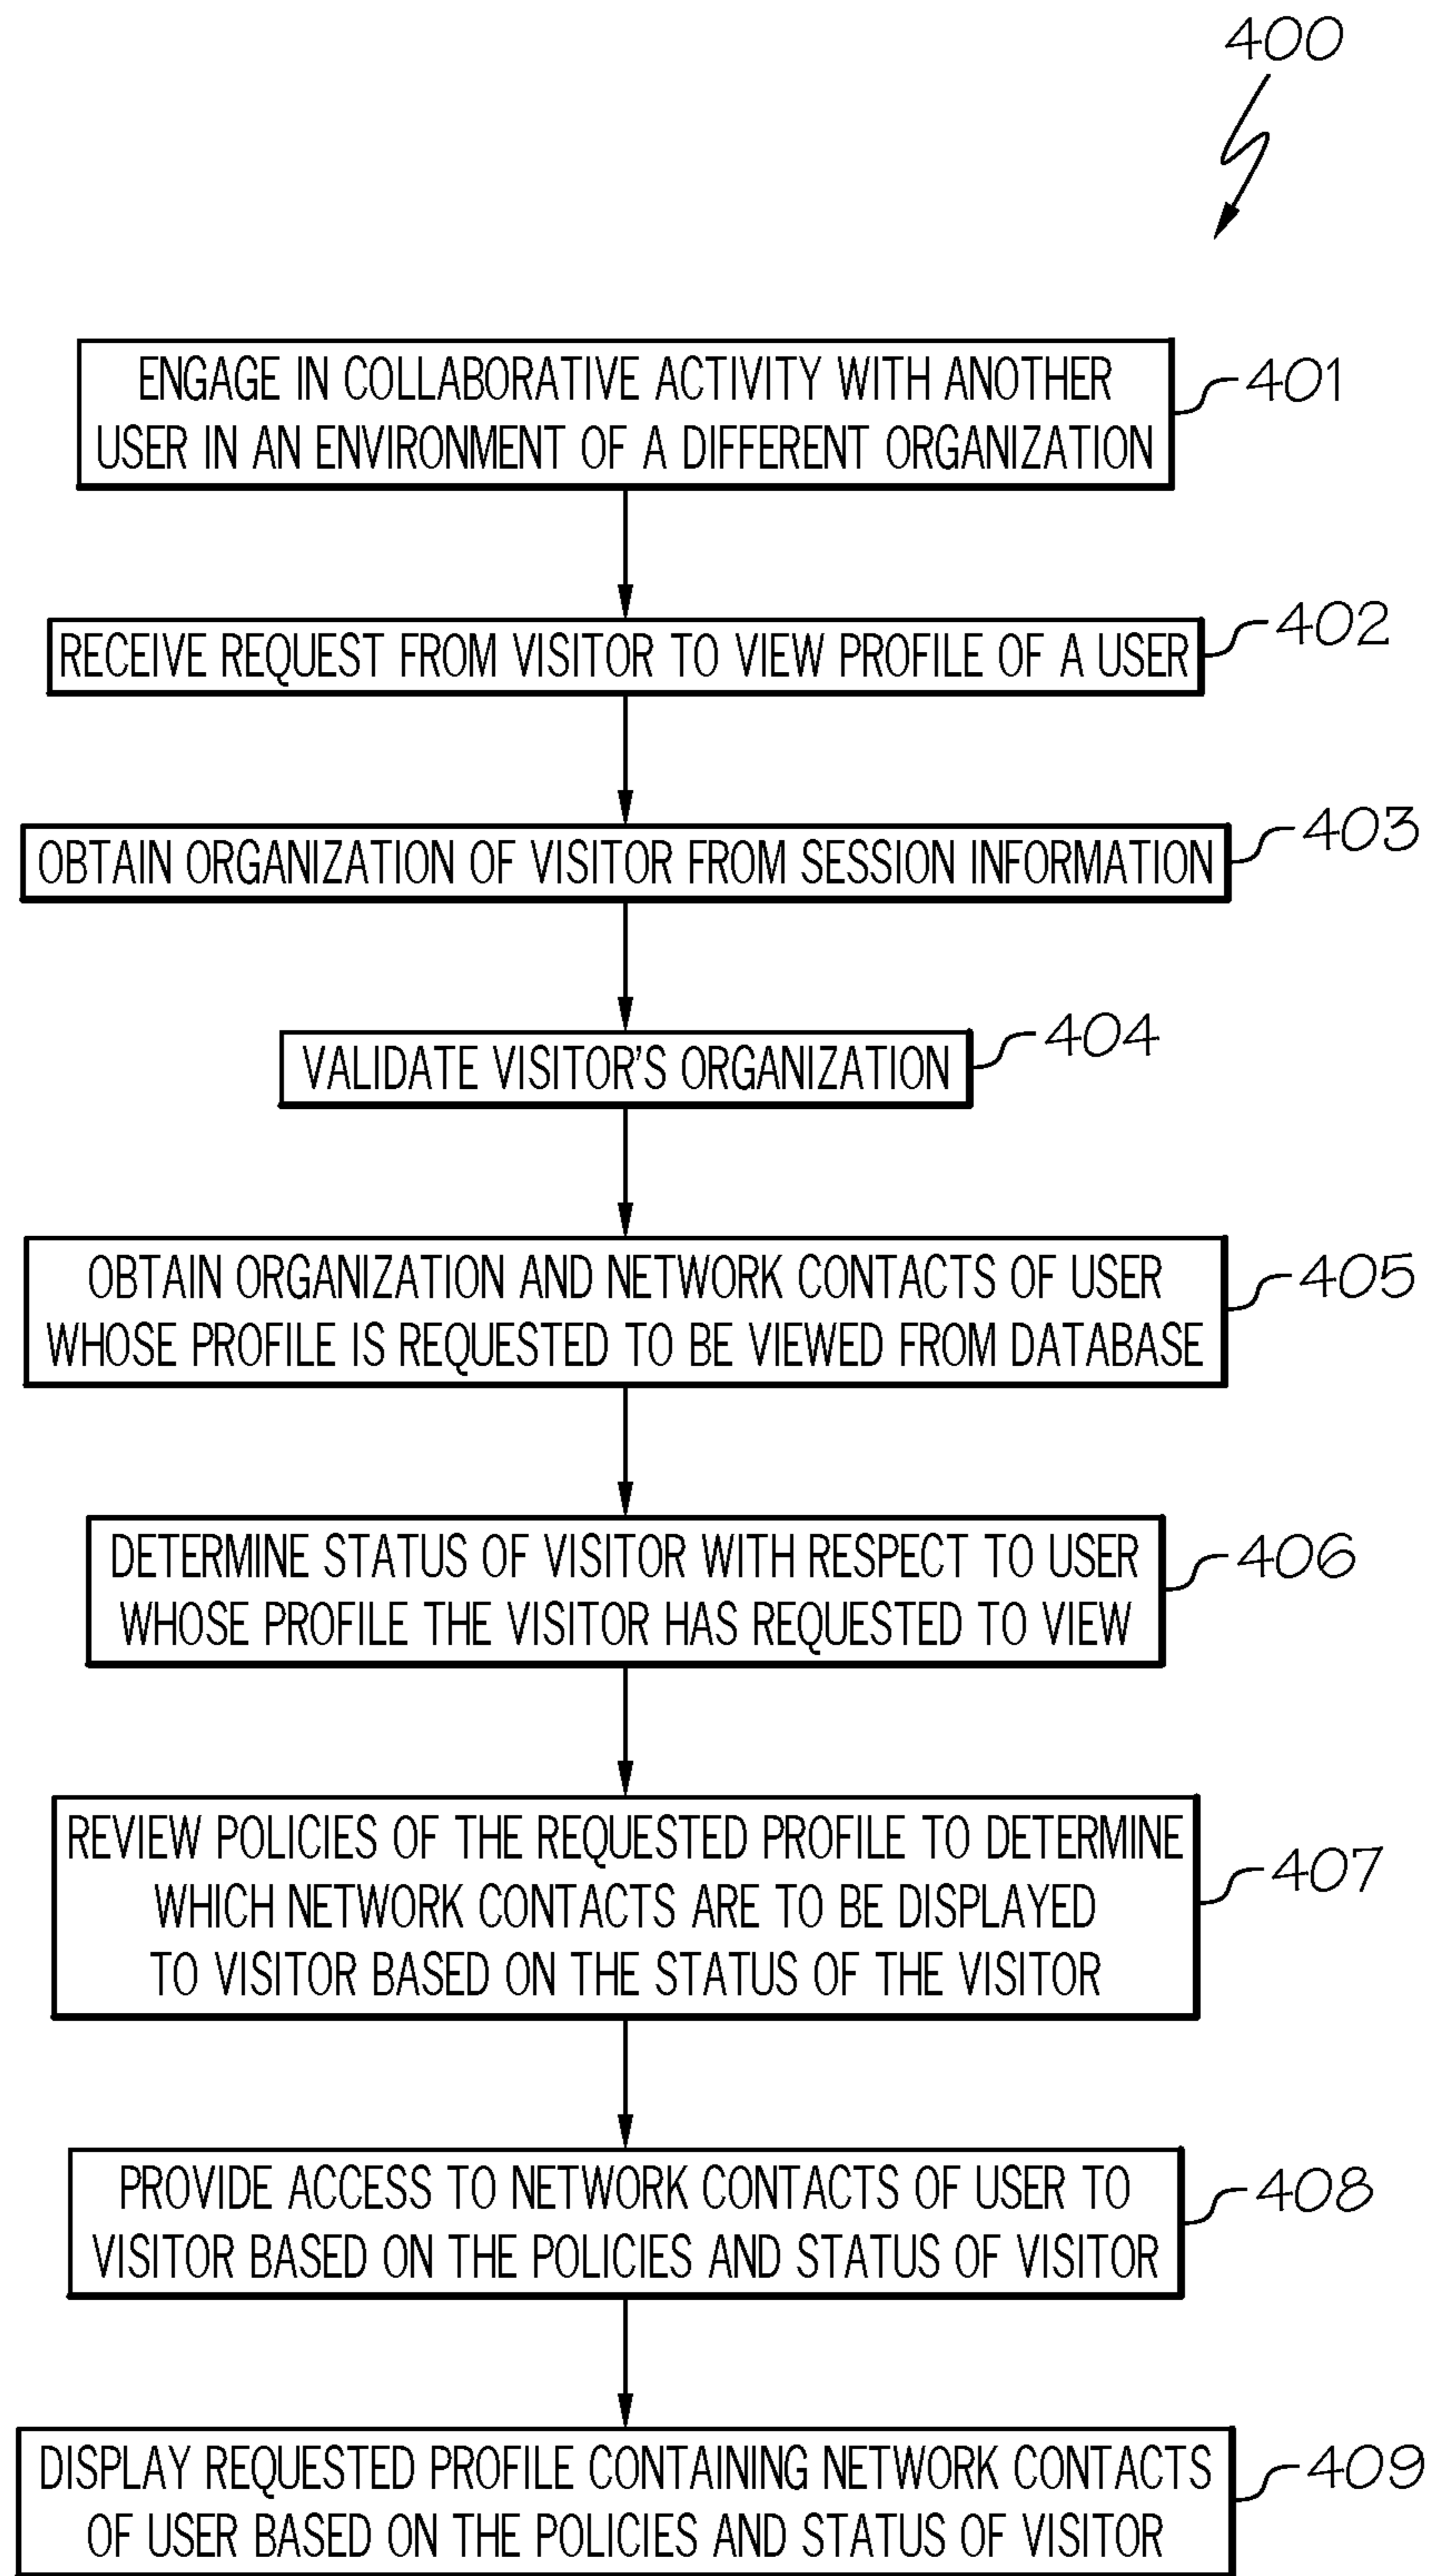 400
ENGAGE IN COLLABORATIVE ACTIVITY WITH ANOTHER
USER IN AN ENVIRONMENT OF A DIFFERENT ORGANIZATION
401
RECEIVE REQUEST FROM VISITOR TO VIEW PROFILE OF A USER
402
OBTAIN ORGANIZATION OF VISITOR FROM SESSION INFORMATION
403
VALIDATE VISITOR'S ORGANIZATION
404
OBTAIN ORGANIZATION AND NETWORK CONTACTS OF USER
WHOSE PROFILE IS REQUESTED TO BE VIEWED FROM DATABASE
405
DETERMINE STATUS OF VISITOR WITH RESPECT TO USER
WHOSE PROFILE THE VISITOR HAS REQUESTED TO VIEW
406
REVIEW POLICIES OF THE REQUESTED PROFILE TO DETERMINE
WHICH NETWORK CONTACTS ARE TO BE DISPLAYED
TO VISITOR BASED ON THE STATUS OF THE VISITOR
407
PROVIDE ACCESS TO NETWORK CONTACTS OF USER TO
VISITOR BASED ON THE POLICIES AND STATUS OF VISITOR
408
DISPLAY REQUESTED PROFILE CONTAINING NETWORK CONTACTS
OF USER BASED ON THE POLICIES AND STATUS OF VISITOR
409